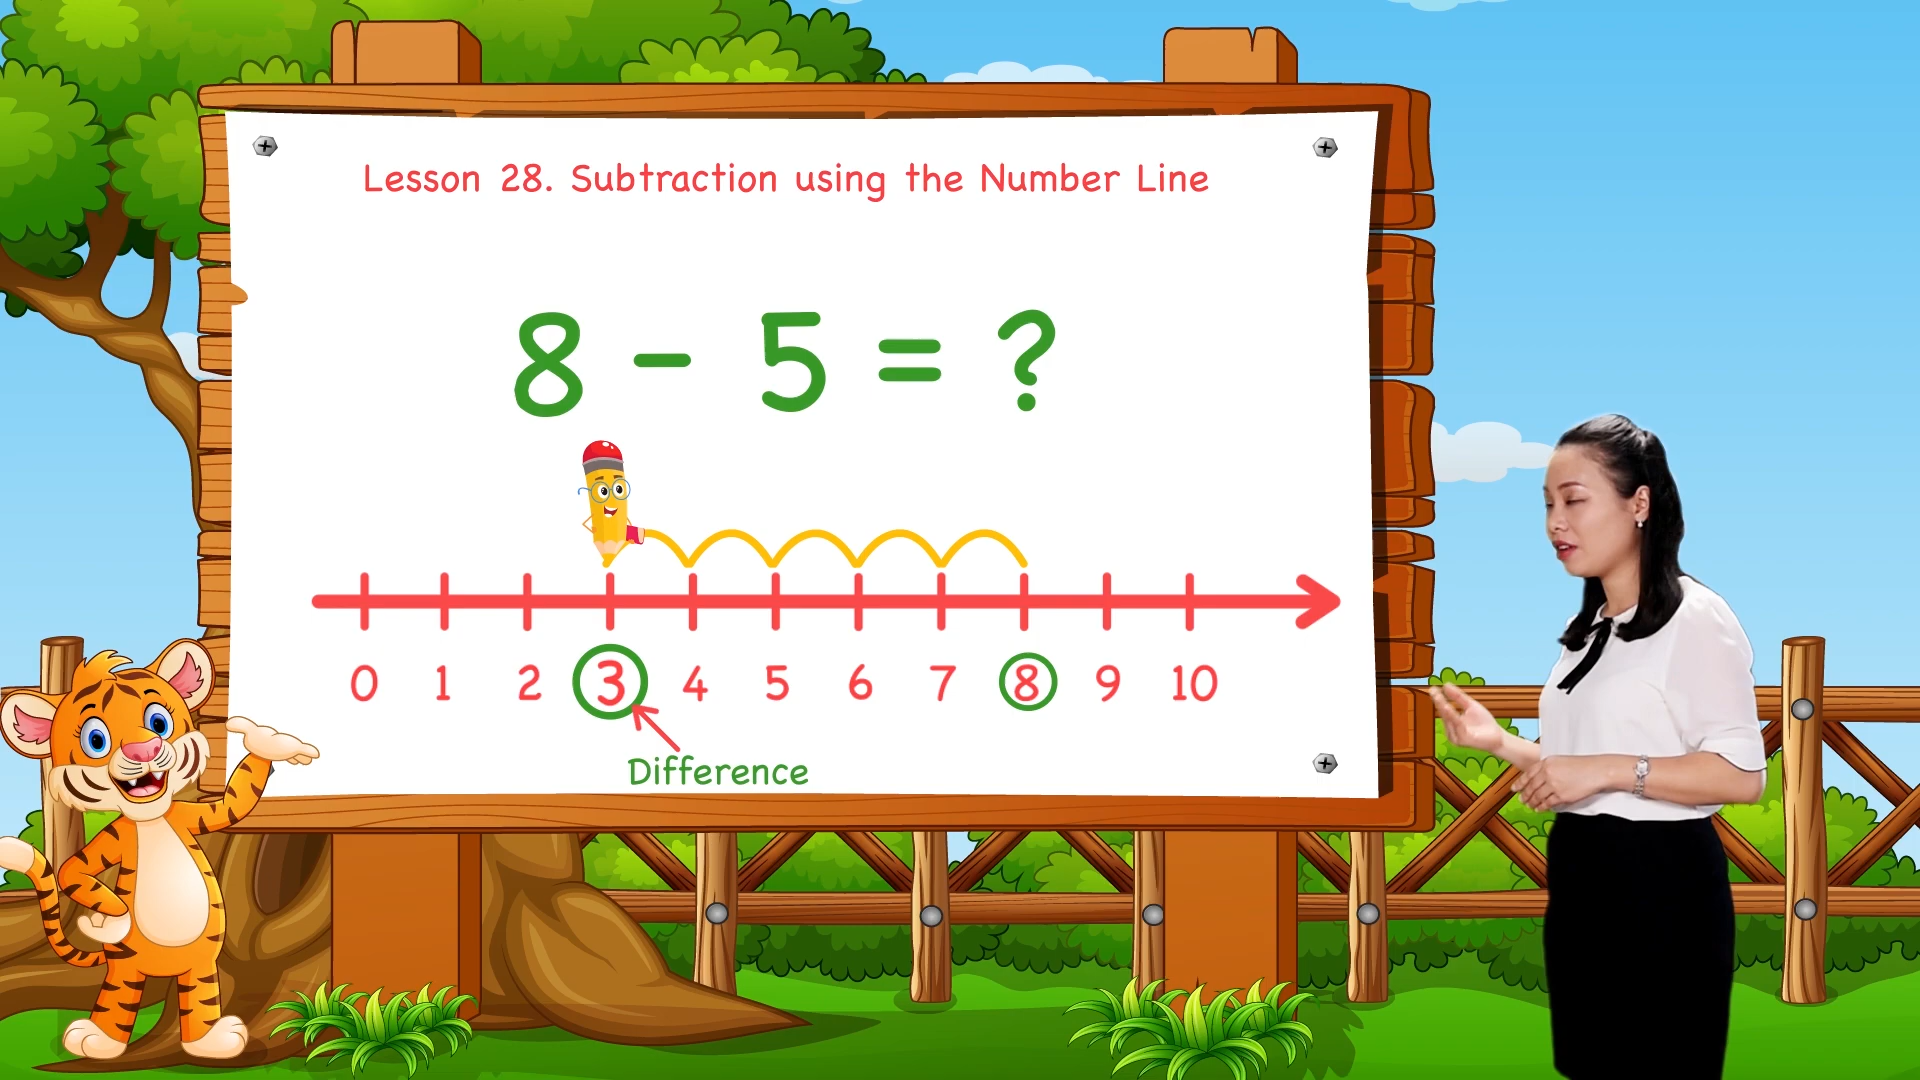 Lesson 28. Subtraction using the Number Line
8 - 5 = ?
0 1 2 3 4 5 6 7 8 9 10
Difference